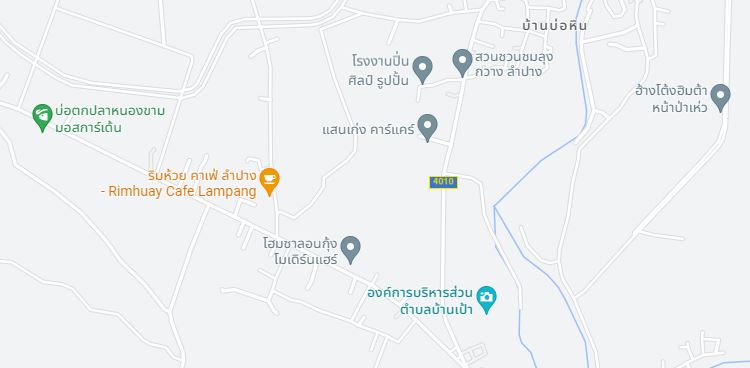 บ้านบ่อหิน
โรงงานปั้น
ศิลป์ รูปปั้น
สวนชวนชมลุง
กวาง ลำปาง
ฮ้างโต้งฮิมต้า
หน้าป่าเห่ว
บ่อตกปลาหนองขาม
มอสการ์เด้น
แสนเก่ง คาร์แคร์
ริมห้วย คาเฟ่ ลำปาง
- Rimhuay Cafe Lampang
4010
โฮมซาลอนกุ้ง
โมเดิร์นแฮร์
องค์การบริหารส่วน
ตำบลบ้านเป้า